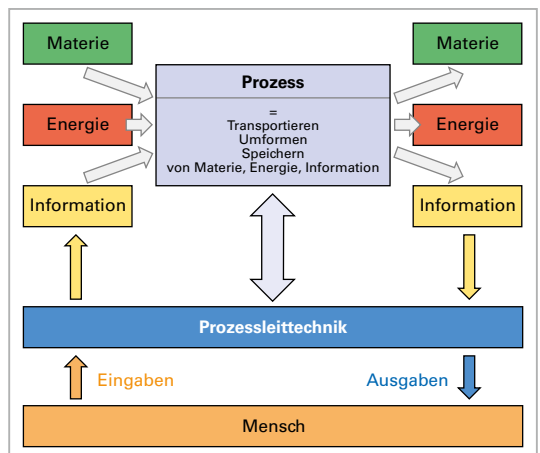 Materie
Materie
Prozess
=
Transportieren
Umformen
Speichern
von Materie, Energie, Information
Energie
Energie
Information
Information
Prozessleittechnik
Eingaben
Ausgaben
Mensch